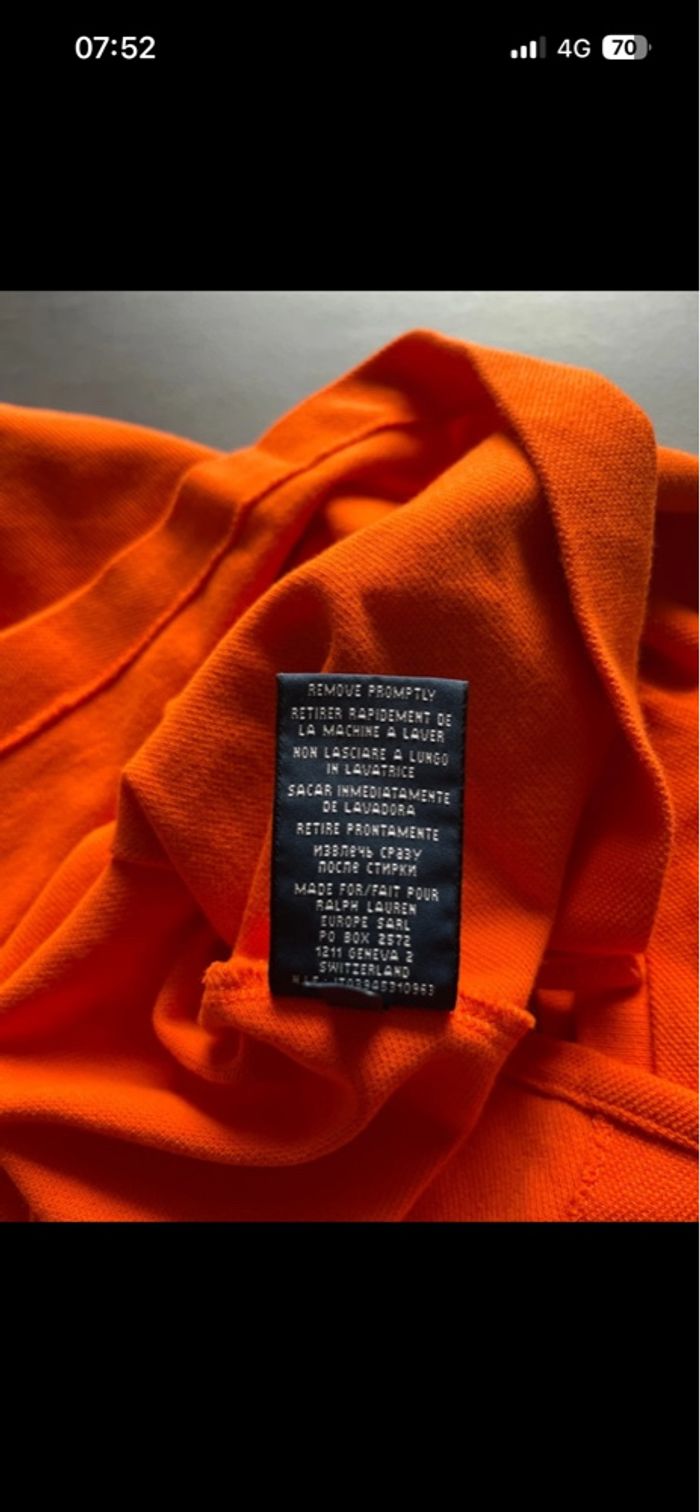 07:52
4G
70
REMOVE PROMPTLY
RETIRER RAPIDEMENT DE
LA MACHINE A LAVER
NON LASCIARE A LUNGO
IN LAVATRICE
SACAR INMEDIATAMENTE
DE LAVADORA
RETIRE PRONTAMENTE
ИЗВЛЕЧЬ СРАЗУ
ПОСЛЕ СТИРКИ
MADE FOR/FAIT POUR
RALPH LAUREN
EUROPE SARL
PO BOX 2572
1211 GENEVA 2
SWITZERLAND